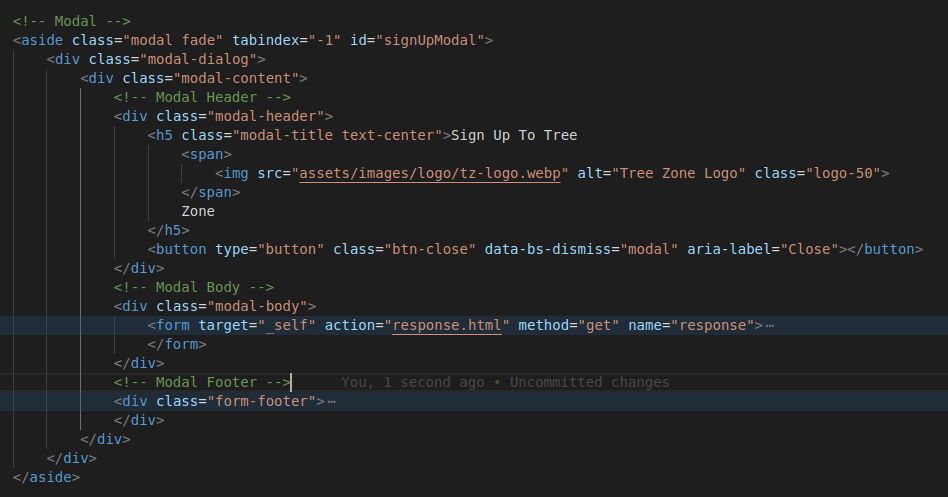 <!-- Modal -->
<aside class="modal fade" tabindex="-1" id="signUpModal">
<div class="modal-dialog">
<div class="modal-content">
<!-- Modal Header -->
<div class="modal-header">
<h5 class="modal-title text-center">Sign Up To Tree
<span>
<img src="assets/images/logo/tz-logo.webp" alt="Tree Zone Logo" class="logo-50">
</span>
Zone
</h5>
<button type="button" class="btn-close" data-bs-dismiss="modal" aria-label="Close"></button>
</div>
<!-- Modal Body -->
<div class="modal-body">
<form target="_self" action="response.html" method="get" name="response">⋯
</form>
</div>
<!-- Modal Footer --> You, 1 second ago • Uncommitted changes
<div class="form-footer">⋯
</div>
</div>
</div>
</aside>